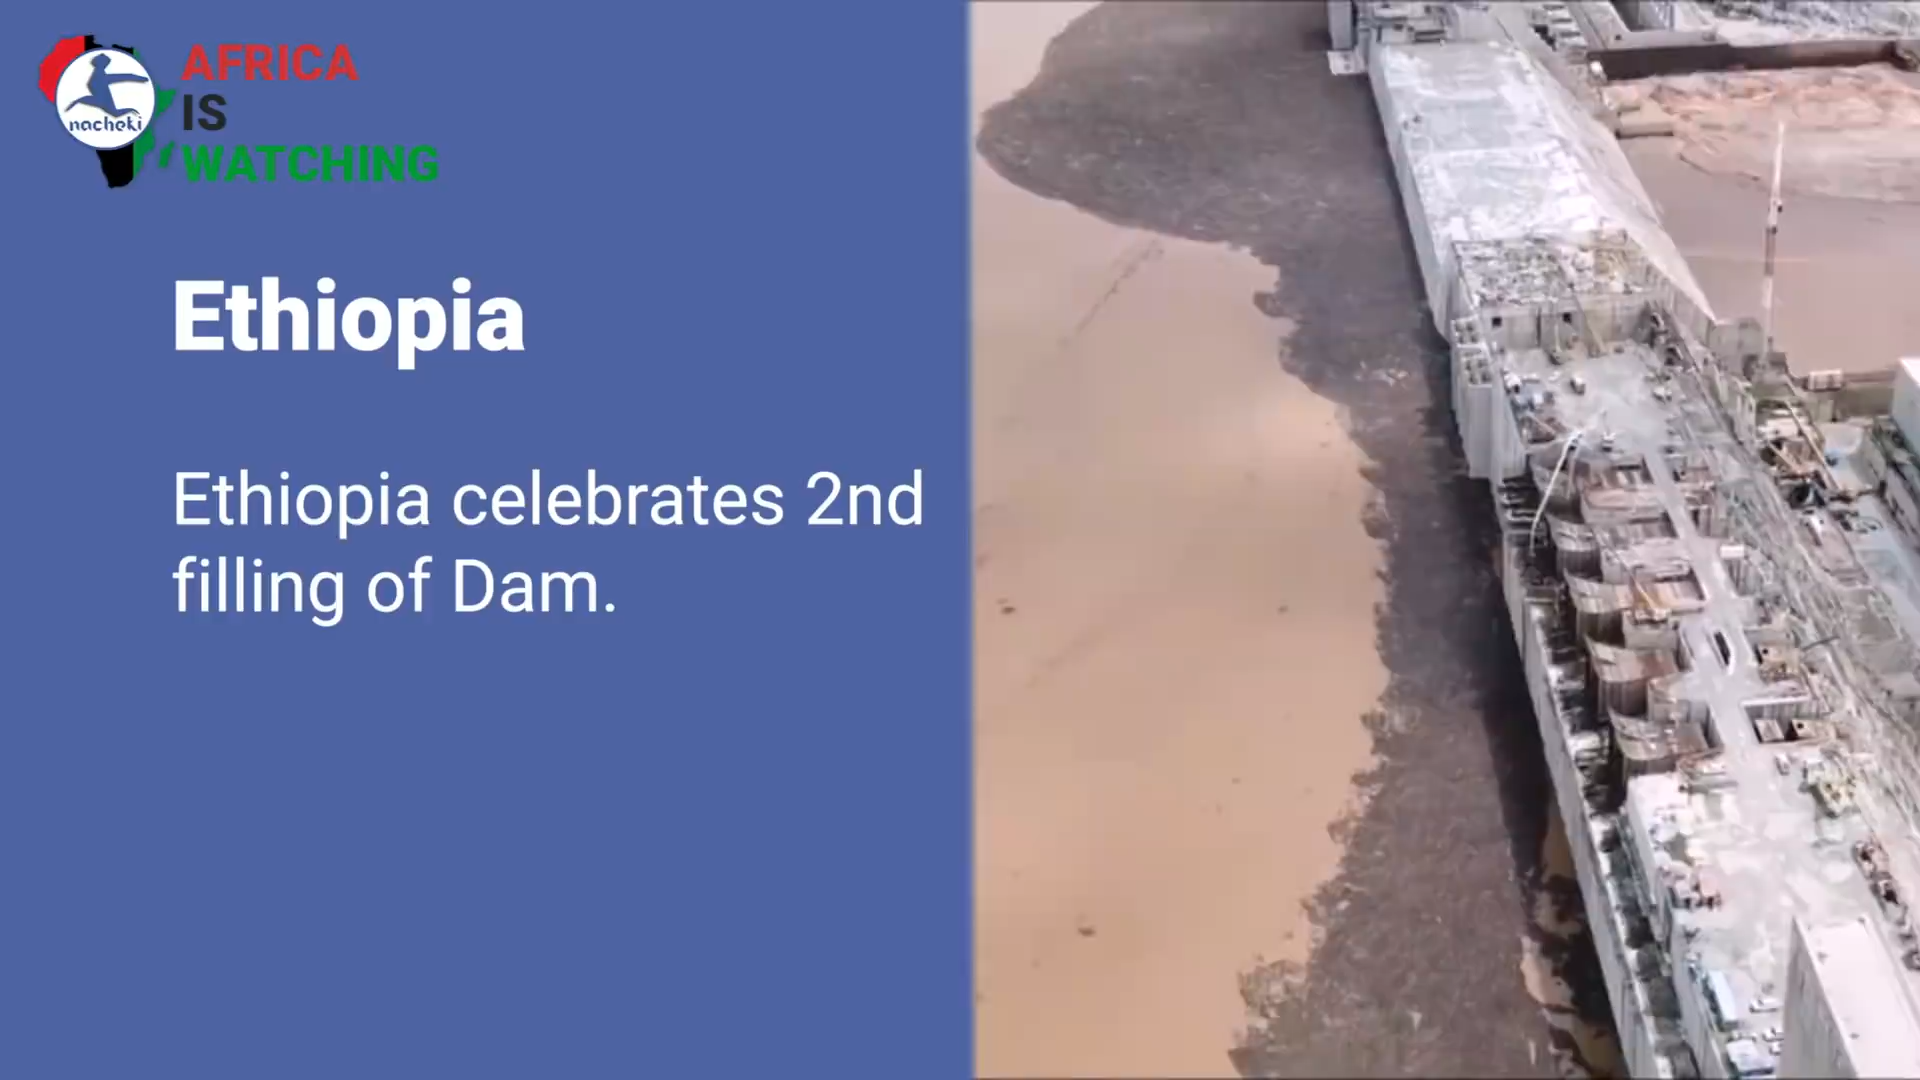 nacheki
AFRICA
IS
WATCHING
Ethiopia
Ethiopia celebrates 2nd
filling of Dam.